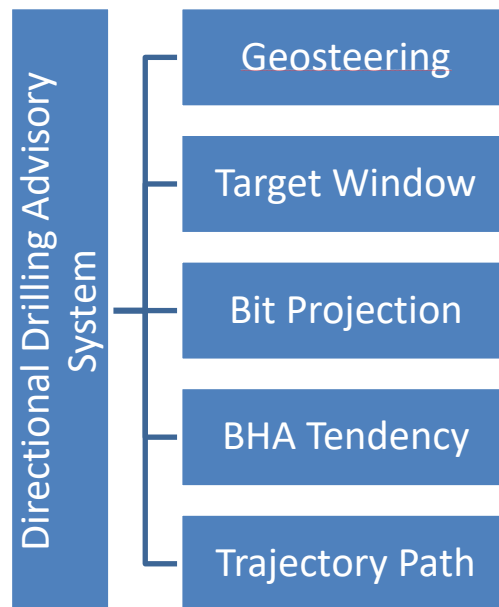 Directional Drilling Advisory
System
Geosteering
Target Window
Bit Projection
BHA Tendency
Trajectory Path